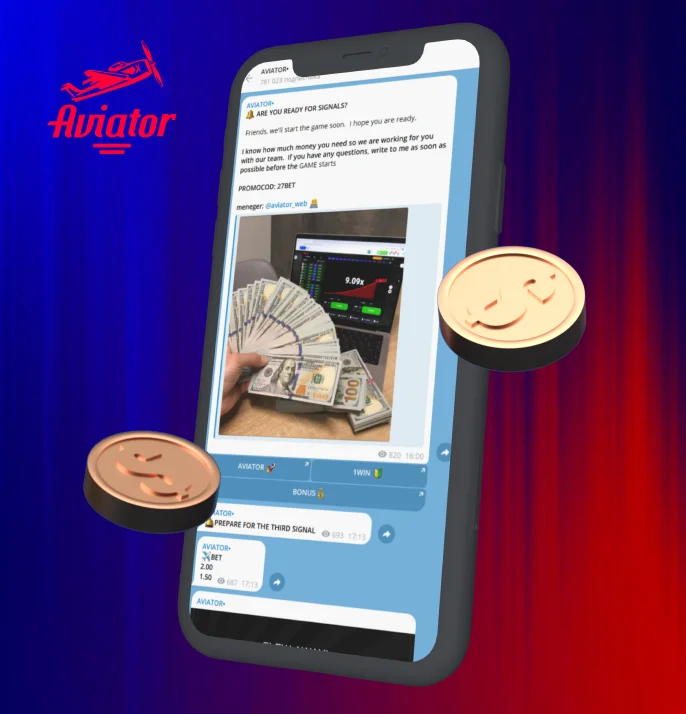 Aviator
AVIATOR•
781 023
AVIATOR•
ARE YOU READY FOR SIGNALS?
Friends, we'll start the game soon. I hope you are ready.
I know how much money you need so we are working for you
with our team. If you have any questions, write to me as soon as
possible before the GAME starts
PROMOCOD: 27BET
meneger: @aviator_web
9.09x
100
820 16:00
AVIATOR
1WIN
BONUS
PREPARE FOR THE THIRD SIGNAL
693 17:13
AVIATOR•
BET
2.00
1.50
687 17:13
AVIATOR•